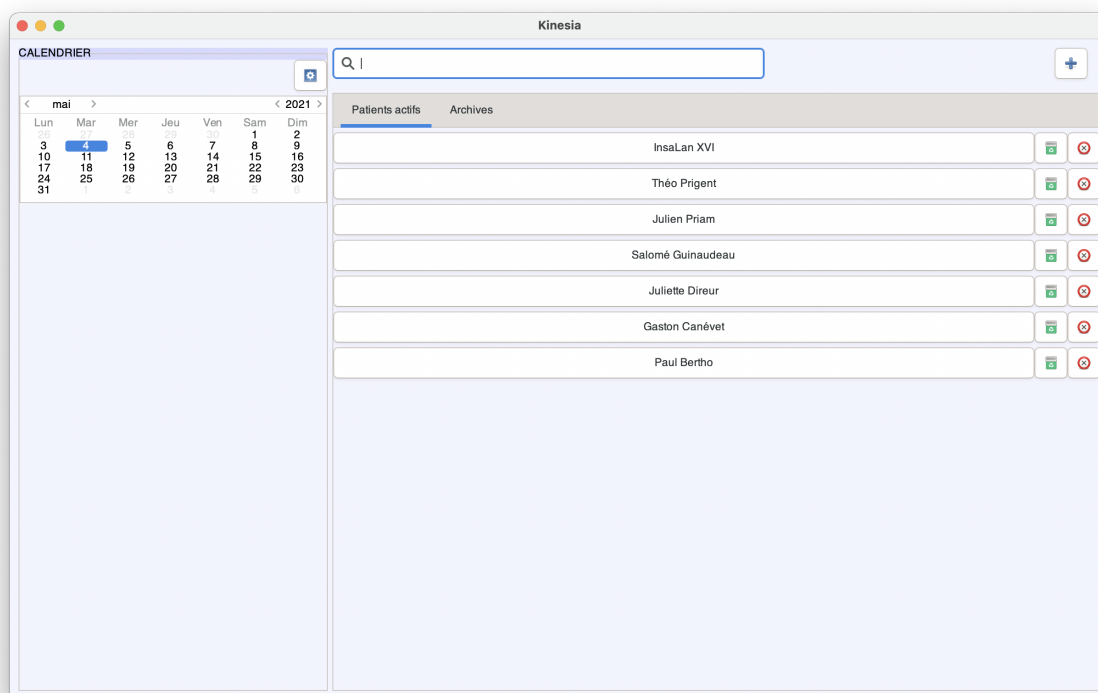 Kinesia
CALENDRIER
mai 2021
Lun Mar Mer Jeu Ven Sam Dim
26 27 28 29 30 1 2
3 4 5 6 7 8 9
10 11 12 13 14 15 16
17 18 19 20 21 22 23
24 25 26 27 28 29 30
31 1 2 3 4 5 6
Patients actifs Archives
InsaLan XVI
Théo Prigent
Julien Priam
Salomé Guinaudeau
Juliette Direur
Gaston Canévet
Paul Bertho